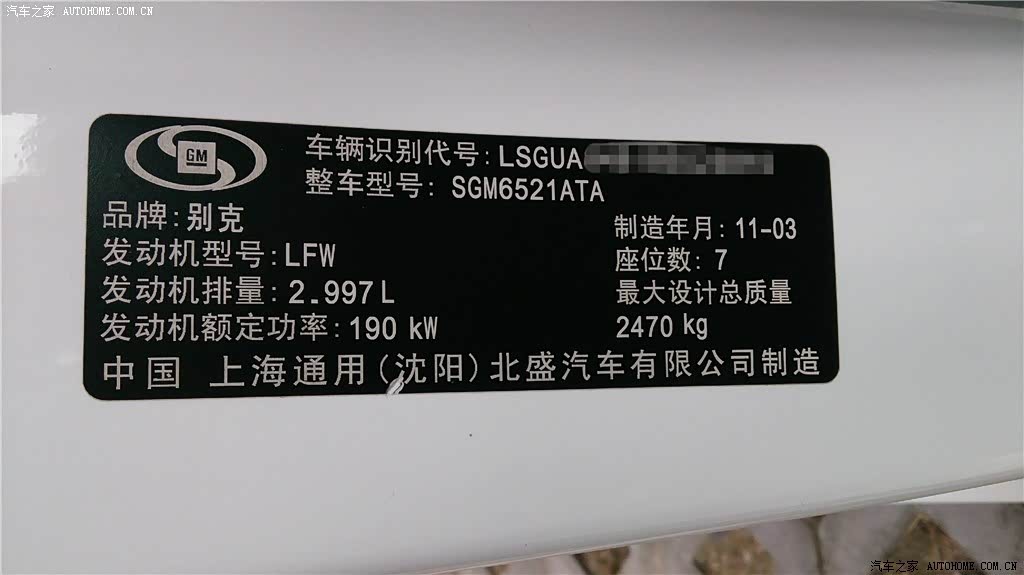 汽车之家 AUTOHOME.COM.CN
GM
车辆识别代号: LSGUA
整车型号: SGM6521ATA
品牌: 别克
制造年月: 11-03
发动机型号: LFW
座位数: 7
发动机排量: 2.997L
最大设计总质量
发动机额定功率: 190 kW
2470 kg
中国 上海通用(沈阳)北盛汽车有限公司制造
汽车之家 AUTOHOME.COM.CN